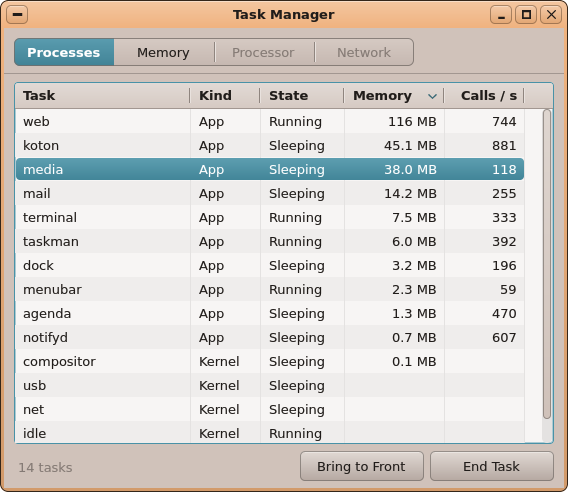 Task Manager
Processes Memory Processor Network
Task Kind State Memory Calls / s
web App Running 116 MB 744
koton App Sleeping 45.1 MB 881
media App Sleeping 38.0 MB 118
mail App Sleeping 14.2 MB 255
terminal App Running 7.5 MB 333
taskman App Running 6.0 MB 392
dock App Sleeping 3.2 MB 196
menubar App Running 2.3 MB 59
agenda App Sleeping 1.3 MB 470
notifyd App Sleeping 0.7 MB 607
compositor Kernel Sleeping 0.1 MB
usb Kernel Sleeping
net Kernel Sleeping
idle Kernel Running
14 tasks Bring to Front End Task